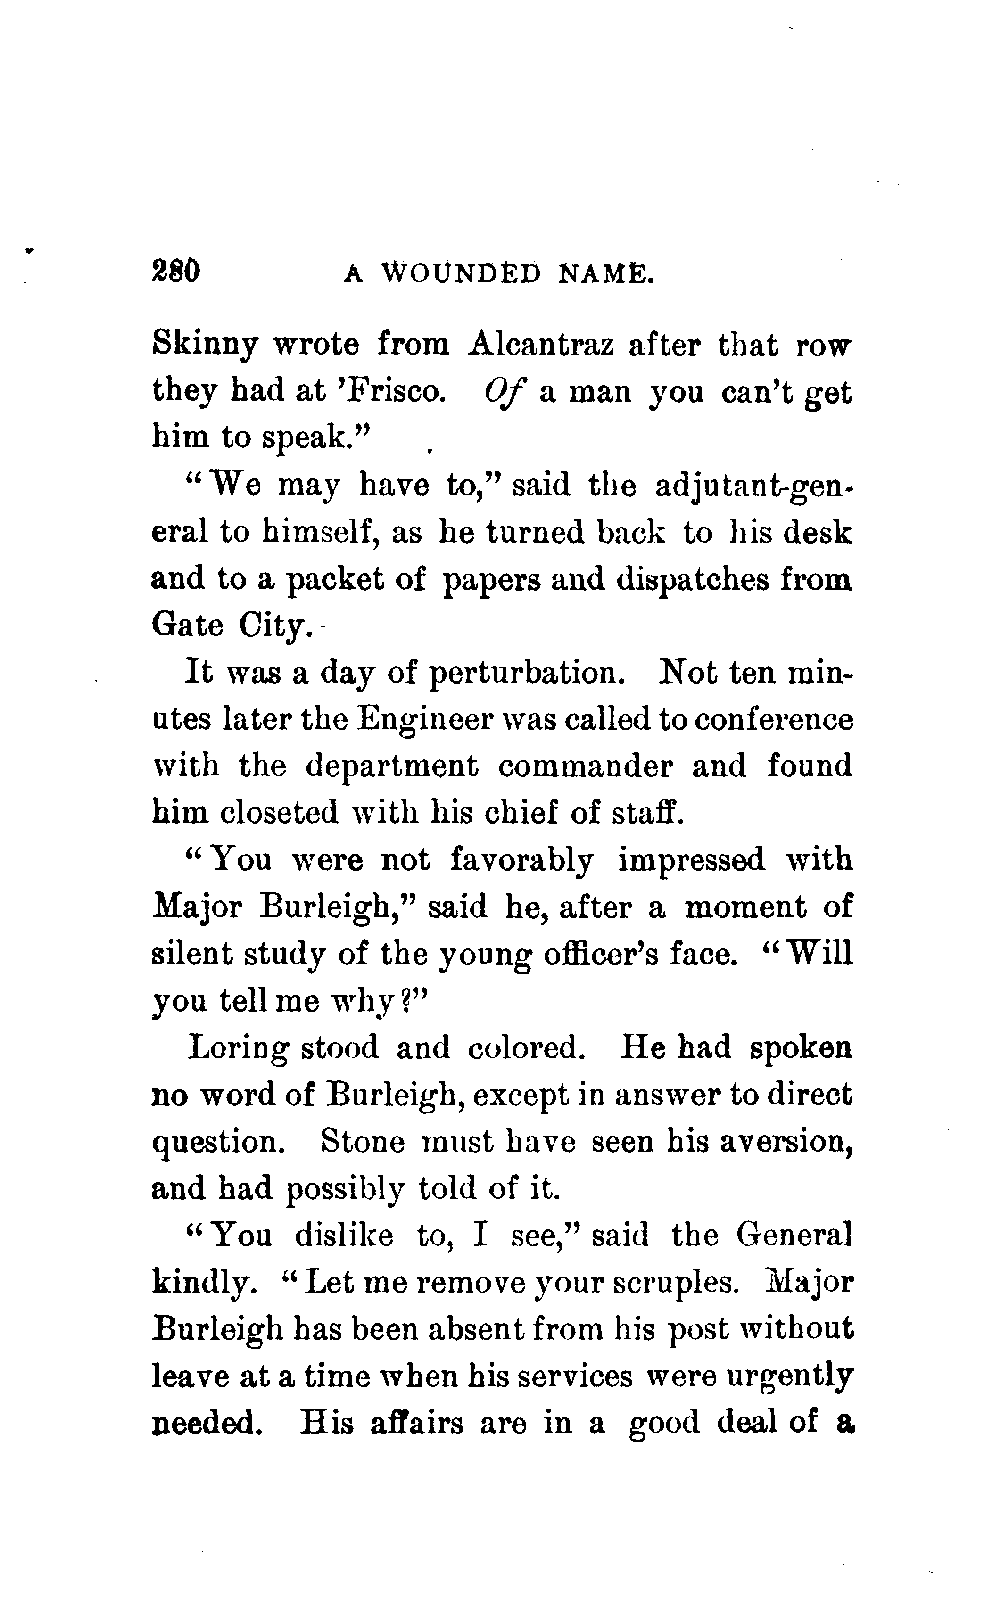 280 A WOUNDED NAME.
Skinny wrote from Alcantraz after that row
they had at ’Frisco. Of a man you can’t get
him to speak.”
“We may have to,” said the adjutant-gen-
eral to himself, as he turned back to his desk
and to a packet of papers and dispatches from
Gate City.
It was a day of perturbation. Not ten min-
utes later the Engineer was called to conference
with the department commander and found
him closeted with his chief of staff.
“You were not favorably impressed with
Major Burleigh,” said he, after a moment of
silent study of the young officer’s face. “Will
you tell me why?”
Loring stood and colored. He had spoken
no word of Burleigh, except in answer to direct
question. Stone must have seen his aversion,
and had possibly told of it.
“You dislike to, I see,” said the General
kindly. “Let me remove your scruples. Major
Burleigh has been absent from his post without
leave at a time when his services were urgently
needed. His affairs are in a good deal of a